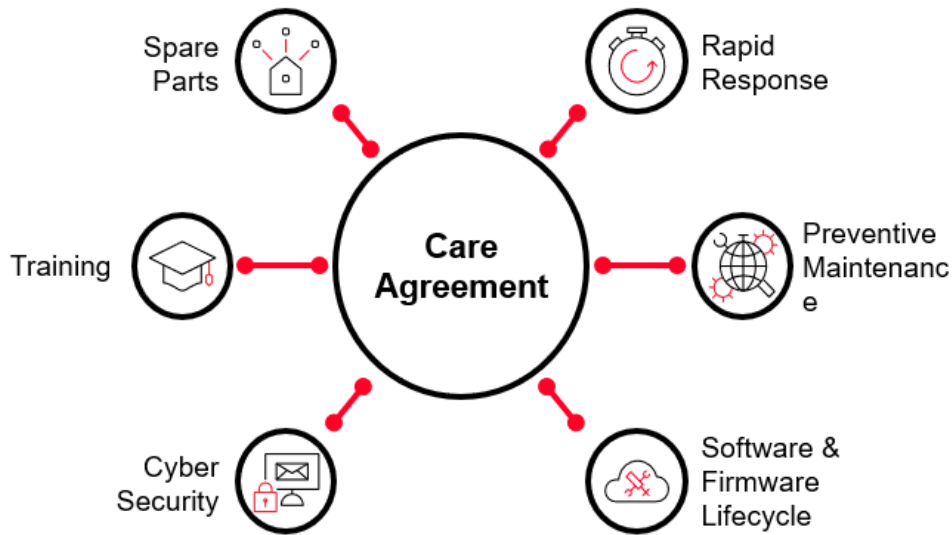 Spare
Parts
Rapid
Response
Training
Care
Agreement
Preventive
Maintenanc
e
Cyber
Security
Software &
Firmware
Lifecycle